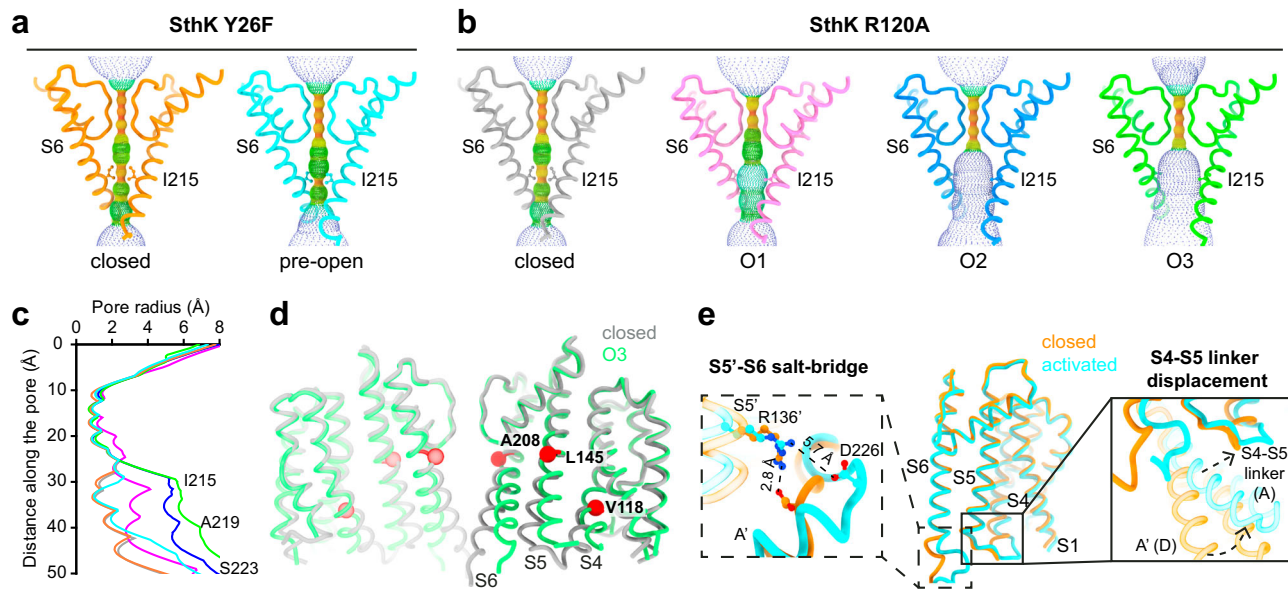 a
SthK Y26F
S6
I215
closed
S6
I215
pre-open
b
SthK R120A
S6
I215
closed
S6
I215
O1
S6
I215
O2
S6
I215
O3
c
Pore radius (Å)
0 2 4 6 8
Distance along the pore (Å)
0
10
20
30
40
50
I215
A219
S223
d
closed
O3
A208
L145
V118
S6
S5
S4
e
S5'-S6 salt-bridge
S5'
R136'
5.7 Å
D226
2.8 Å
A'
closed
activated
S6
S5
S4
S1
S4-S5 linker
displacement
S4-S5
linker
(A)
A' (D)